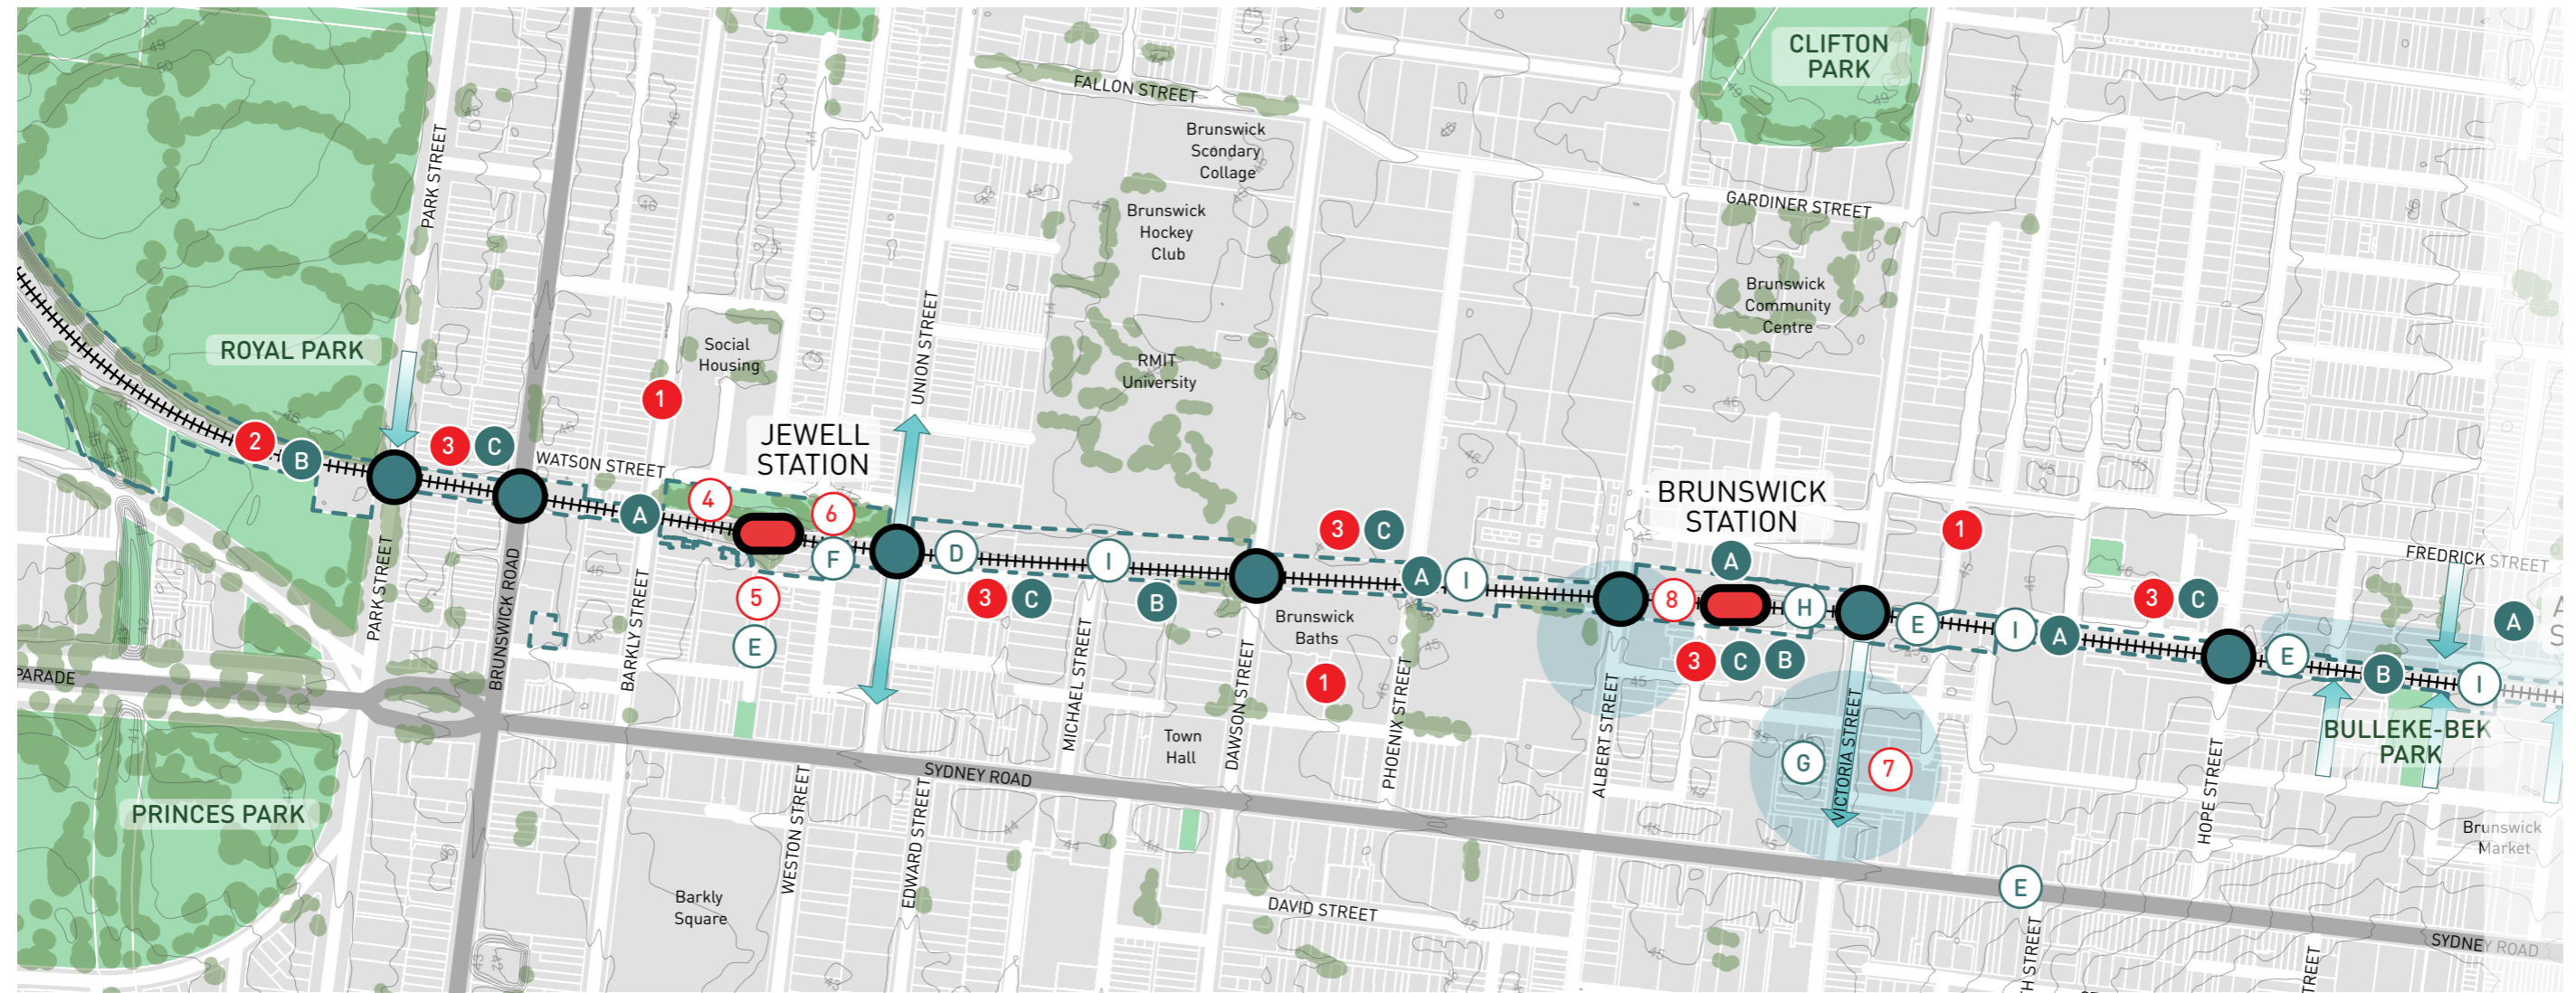 CLIFTON
PARK
FALLON STREET
Brunswick
Scondary
Collage
PARK STREET
GARDINER STREET
Brunswick
Hockey
Club
Brunswick
Community
Centre
UNION STREET
ROYAL PARK
Social
Housing
RMIT
University
1
JEWELL
STATION
2
B
3
C
WATSON STREET
BRUNSWICK
STATION
4
6
A
F
D
I
3
C
A
I
1
A
FREDRICK STREET
5
E
3
C
B
Brunswick
Baths
8
H
E
I
A
3
C
A
PARK STREET
BRUNSWICK ROAD
BARKLY STREET
3
C
B
E
B
I
PARADE
1
MICHAEL STREET
DAWSON STREET
PHOENIX STREET
ALBERT STREET
VICTORIA STREET
G
7
BULLEKE-BEK
PARK
HOPE STREET
Town
Hall
SYDNEY ROAD
PRINCES PARK
WESTON STREET
EDWARD STREET
Brunswick
Market
Barkly
Square
DAVID STREET
E
SYDNEY ROAD
TH STREET
STREET